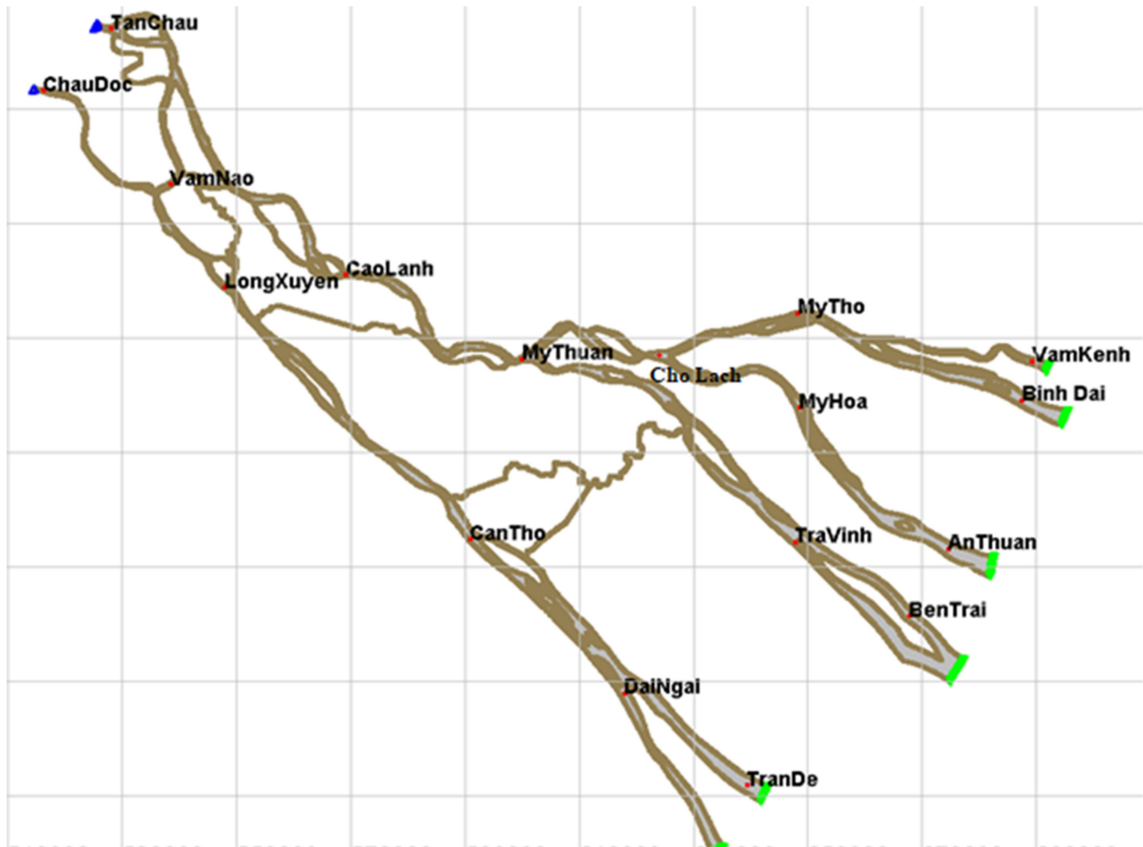 TanChau
ChauDoc
VamNao
CaoLanh
LongXuyen
MyTho
MyThuan
VamKenh
Cho Lach
Binh Dai
MyHoa
CanTho
TraVinh
AnThuan
BenTrai
DaiNgai
TranDe